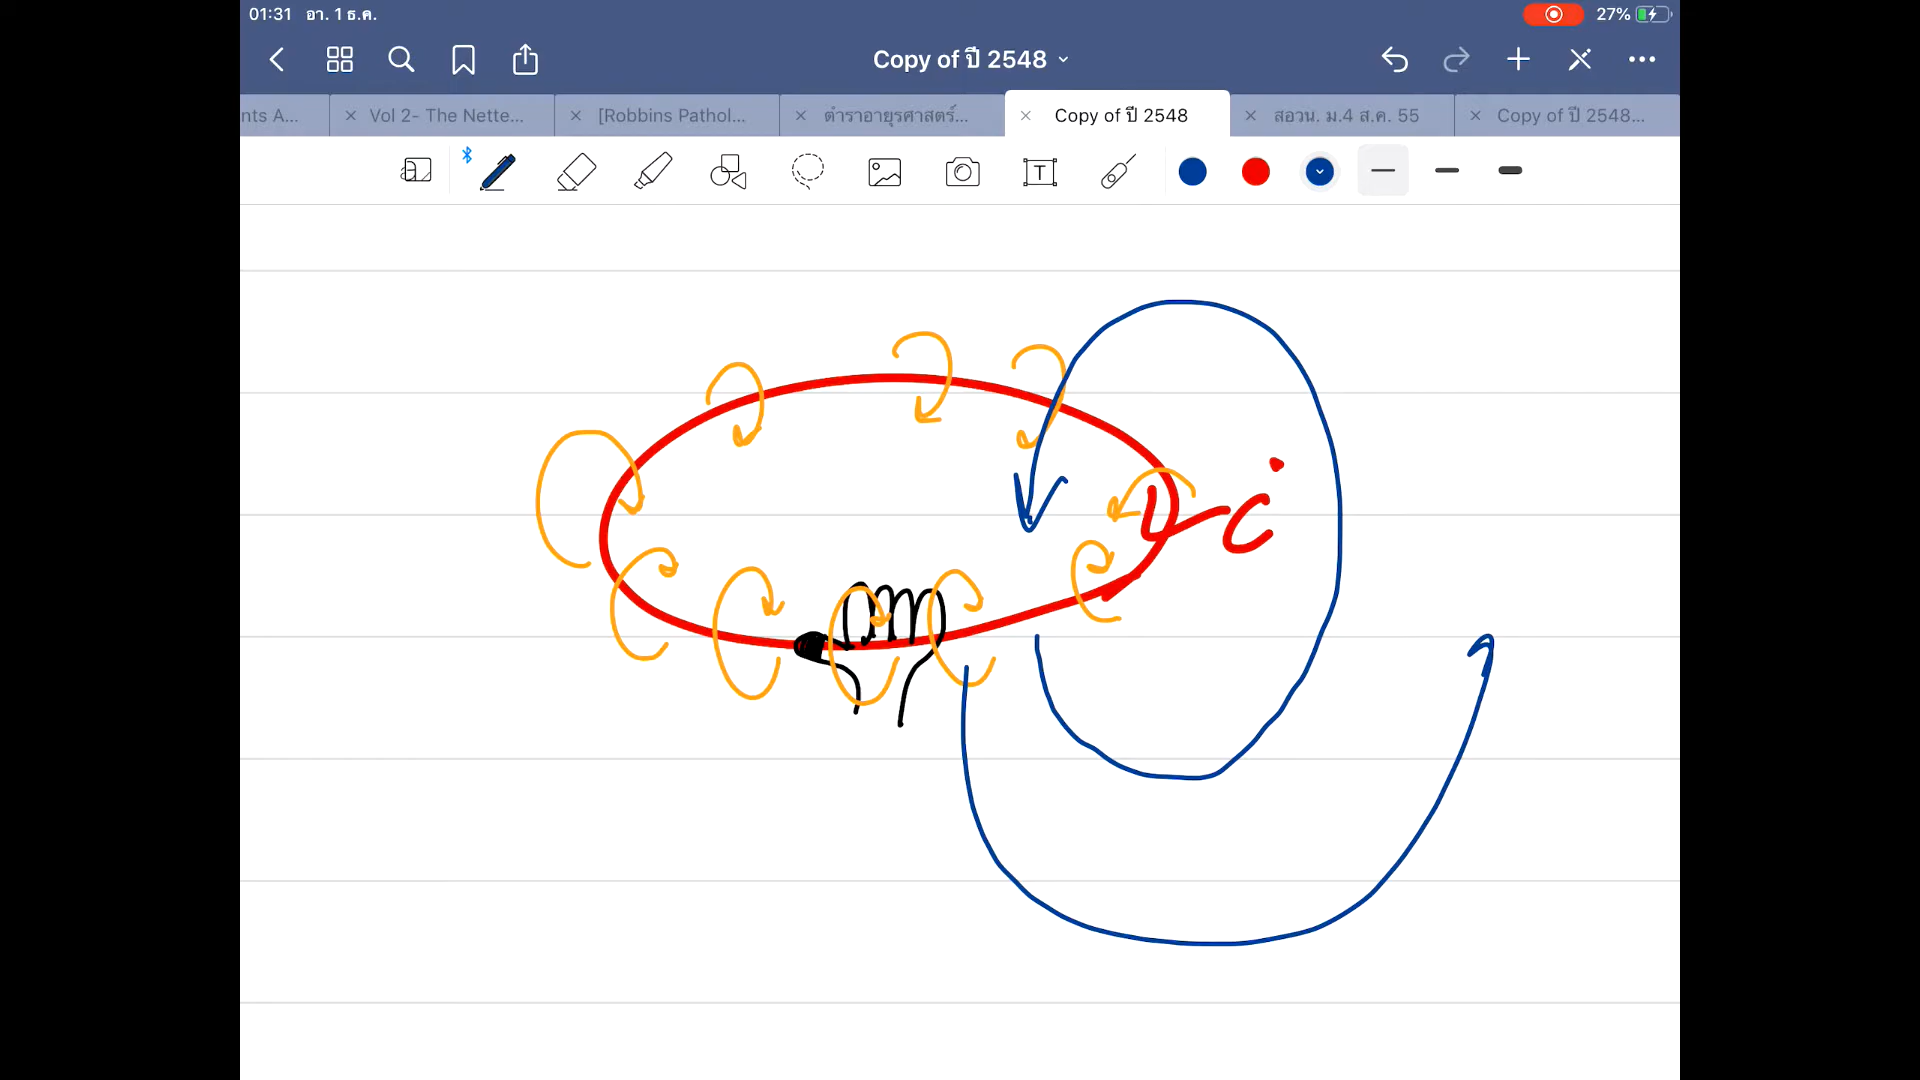 01:31 อา. 1 ธ.ค.
27%
Copy of ปี 2548
nts A...
Vol 2- The Nette...
[Robbins Pathol...
ตำราอายุรศาสตร์...
Copy of ปี 2548
สอวน. ม.4 ส.ค. 55
Copy of ปี 2548...
T